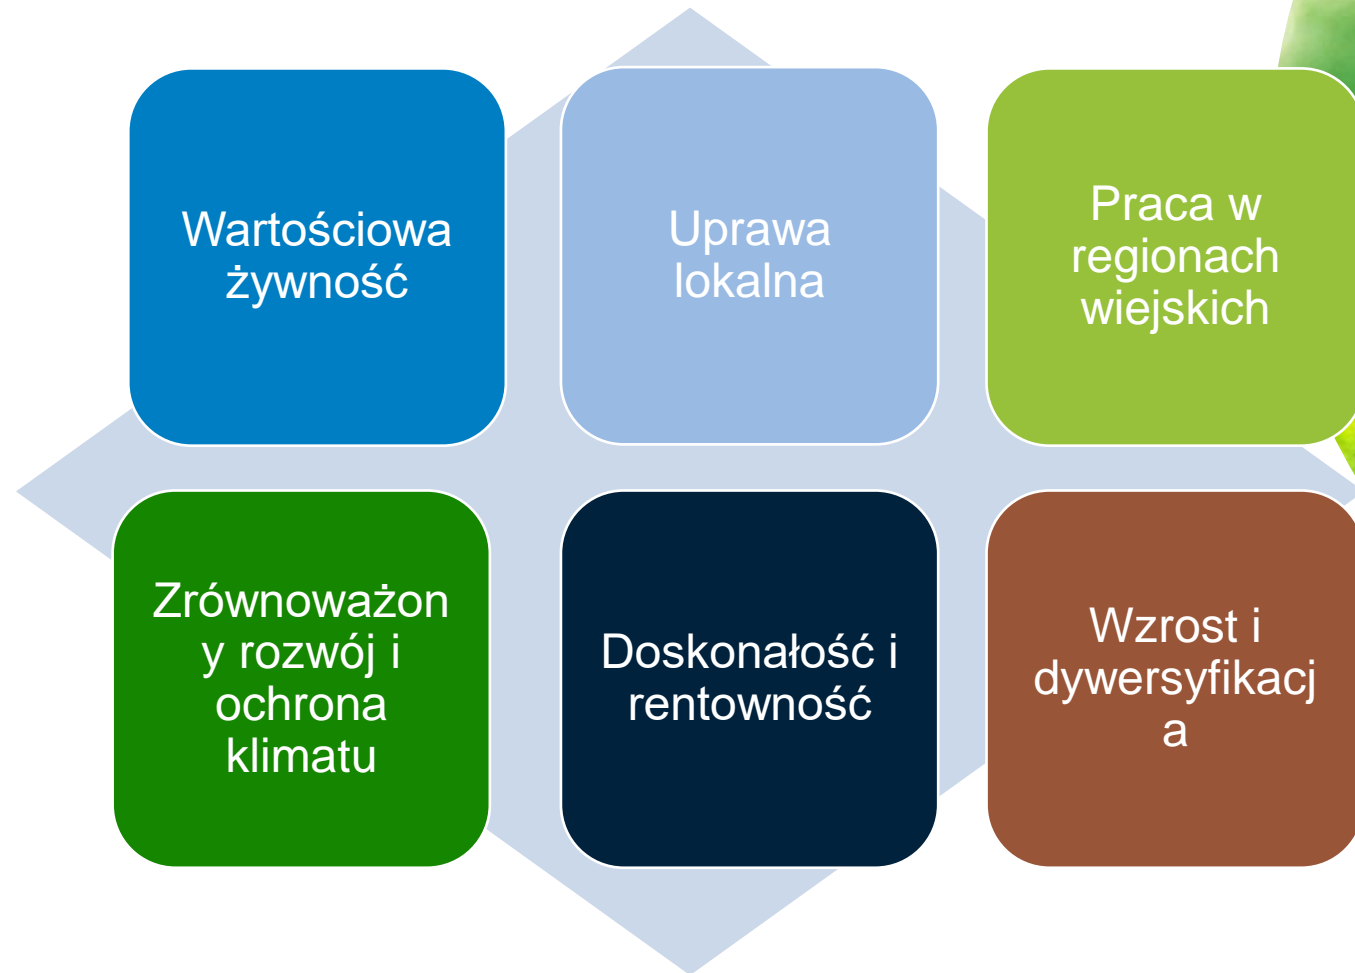 Wartościowa
żywność
Uprawa
lokalna
Praca w
regionach
wiejskich
Zrównoważon
y rozwój i
ochrona
klimatu
Doskonałość i
rentowność
Wzrost i
dywersyfikacj
a